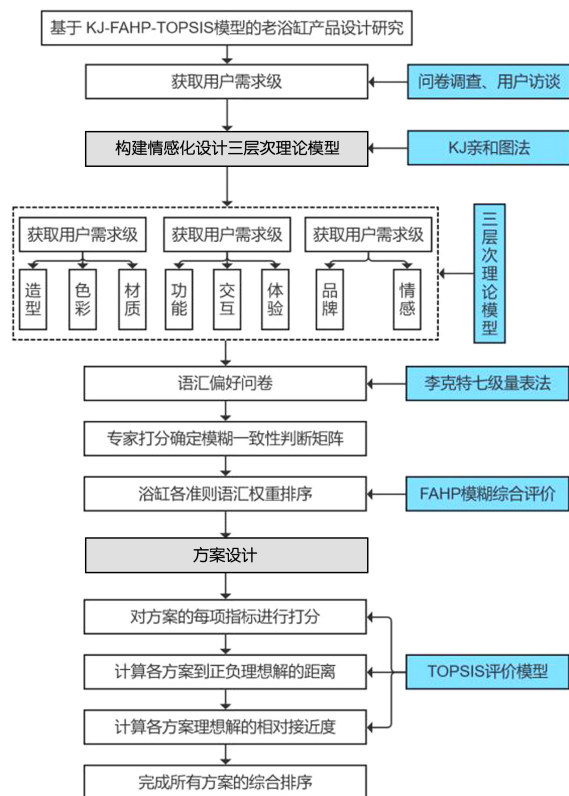 基于 KJ-FAHP-TOPSIS模型的老浴缸产品设计研究
获取用户需求级
问卷调查、用户访谈
构建情感化设计三层次理论模型
KJ亲和图法
获取用户需求级
获取用户需求级
获取用户需求级
造型
色彩
材质
功能
交互
体验
品牌
情感
三层次理论模型
语汇偏好问卷
李克特七级量表法
专家打分确定模糊一致性判断矩阵
浴缸各准则语汇权重排序
FAHP模糊综合评价
方案设计
对方案的每项指标进行打分
计算各方案到正负理想解的距离
TOPSIS评价模型
计算各方案理想解的相对接近度
完成所有方案的综合排序